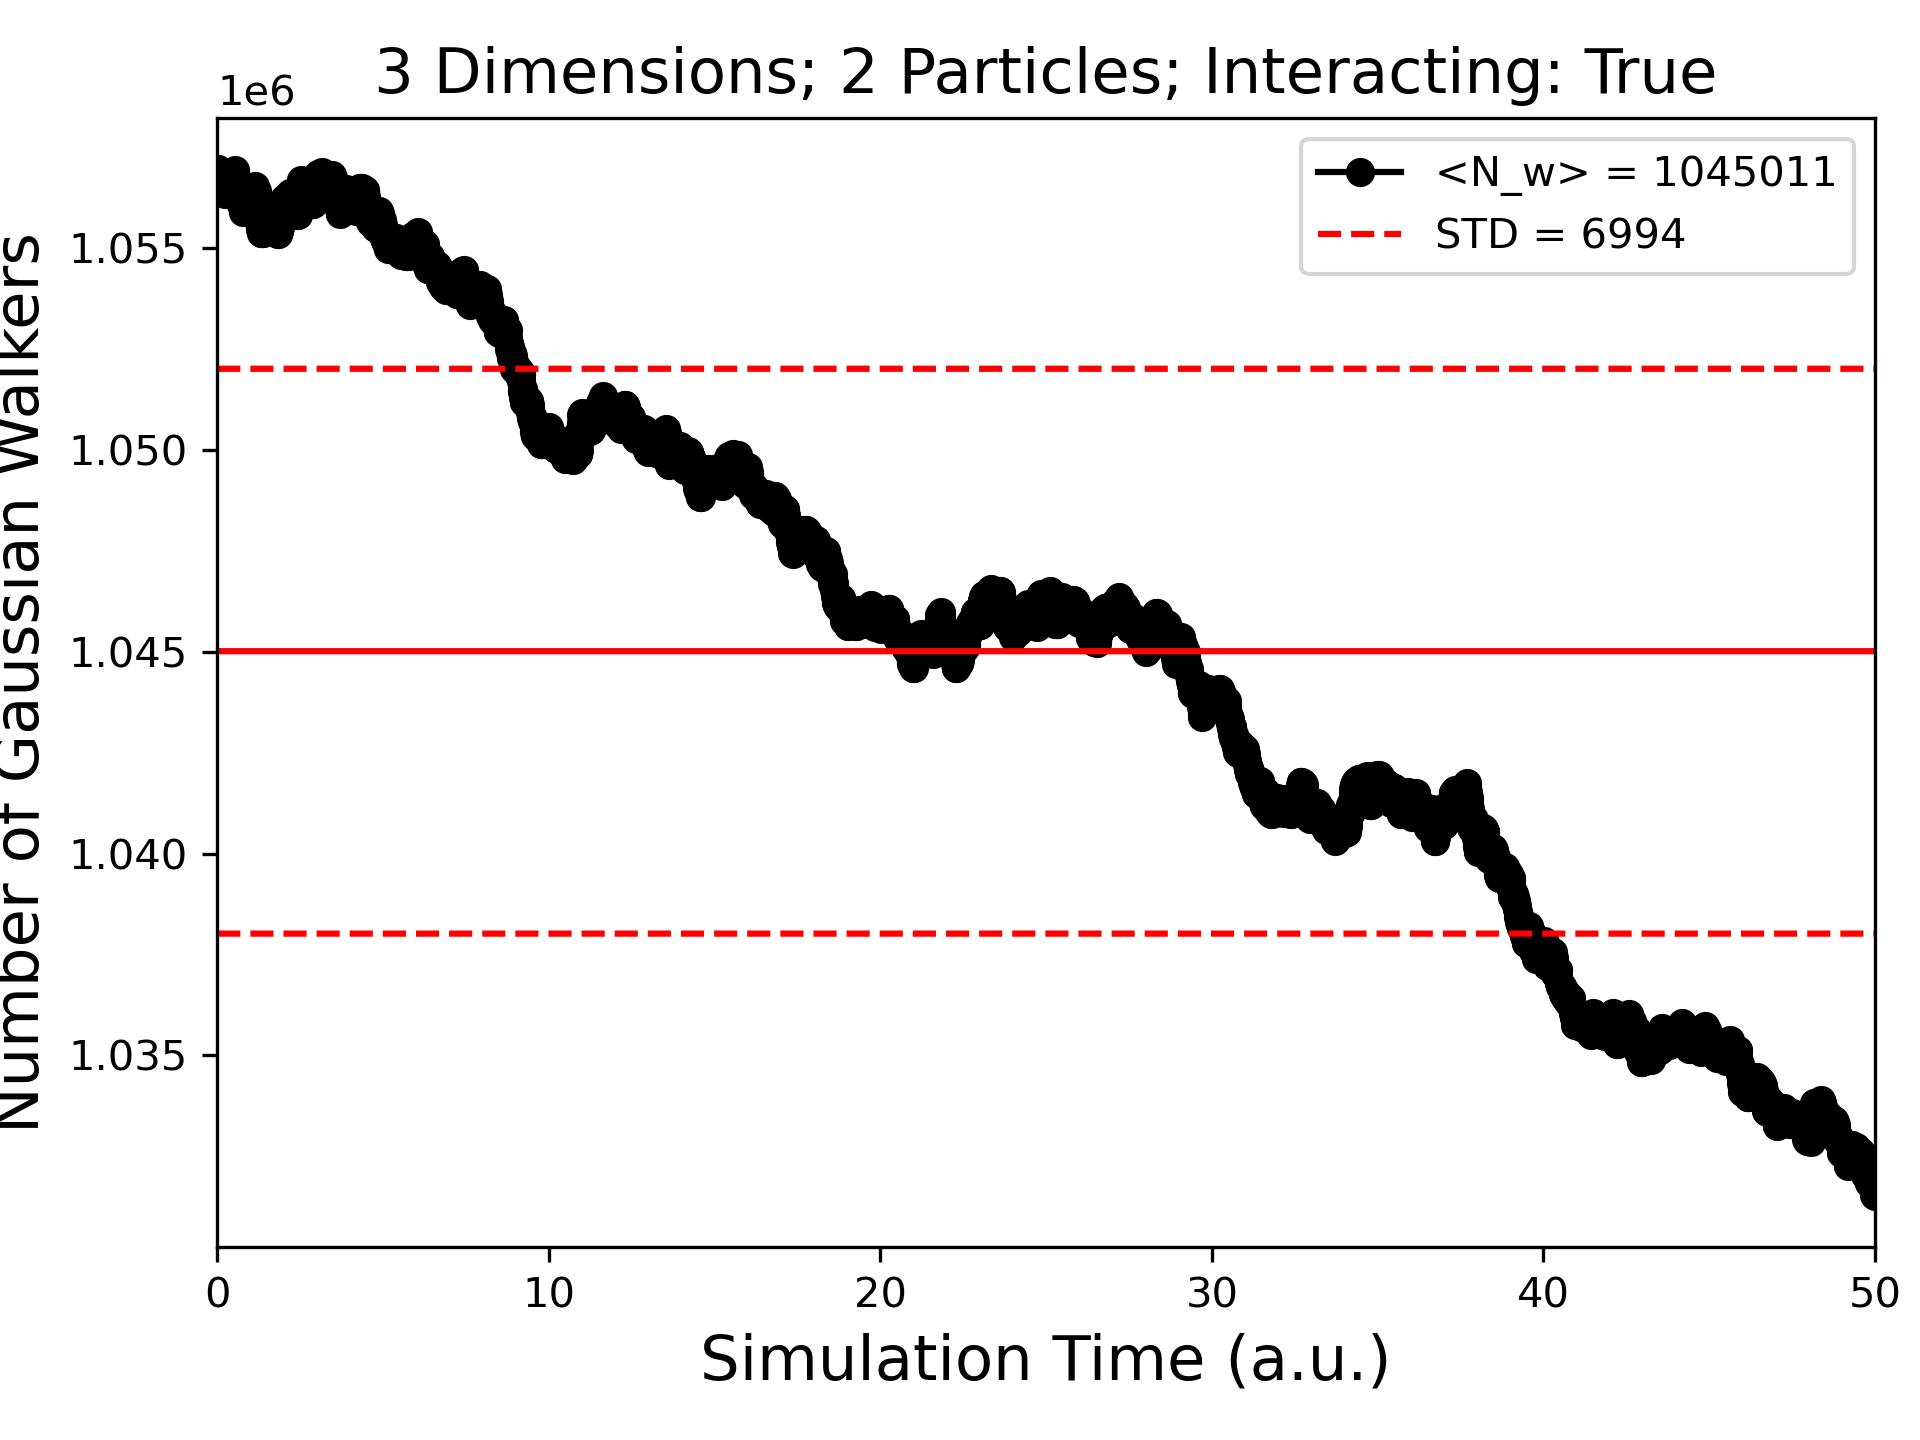 3 Dimensions; 2 Particles; Interacting: True
1e6
<N_w> = 1045011
STD = 6994
Number of Gaussian Walkers
1.055
1.050
1.045
1.040
1.035
0 10 20 30 40 50
Simulation Time (a.u.)